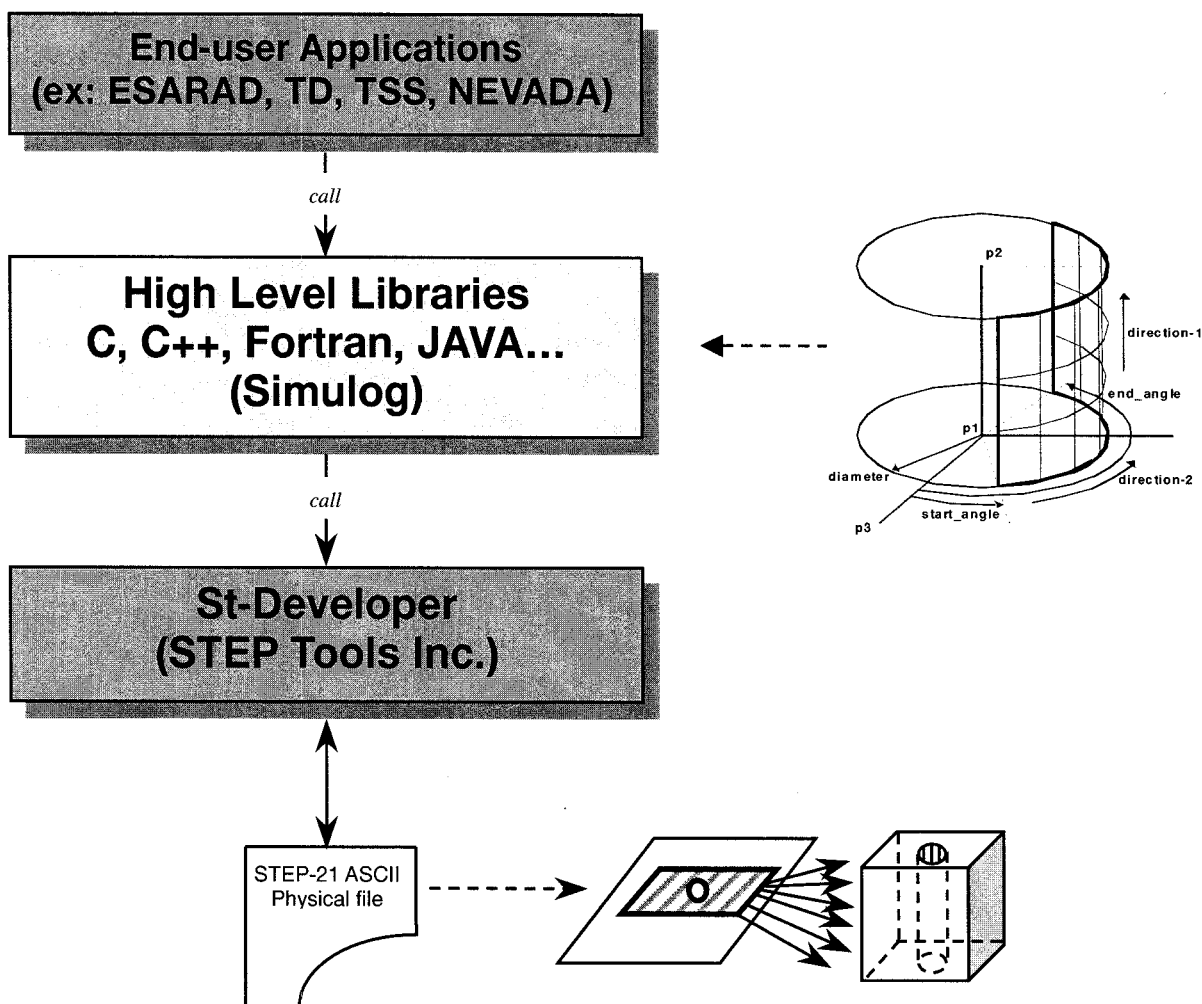 End-user Applications
(ex: ESARAD, TD, TSS, NEVADA)
call
High Level Libraries
C, C++, Fortran, JAVA...
(Simulog)
p2
direction-1
end_angle
p1
diameter
direction-2
start_angle
p3
call
St-Developer
(STEP Tools Inc.)
STEP-21 ASCII
Physical file